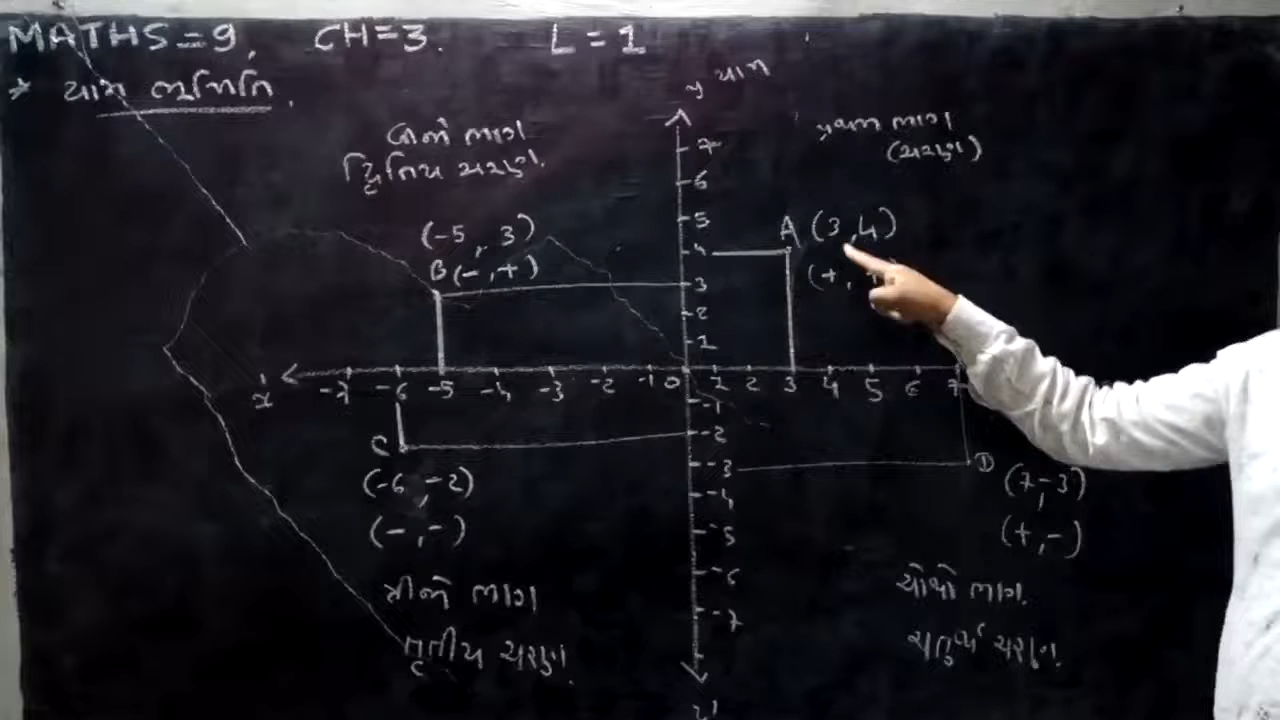 MATHS=9, CH=3. L=1
* યામ ભૂમિતિ.
y યામ
બીજો ભાગ
દ્વિતિય ચરણ.
પ્રથમ ભાગ
(ચરણ)
(-5, 3)
B (-,+)
A (3,4)
(+,
7
6
5
4
3
2
1
x -7 -6 -5 -4 -3 -2 -1 0 1 2 3 4 5 6 7
-1
-2
-3
-4
-5
-6
-7
C
(-6,-2)
(-,-)
D (7,-3)
(+,-)
ત્રીજો ભાગ
તૃતીય ચરણ.
ચોથો ભાગ.
ચતુર્થ ચરણ.